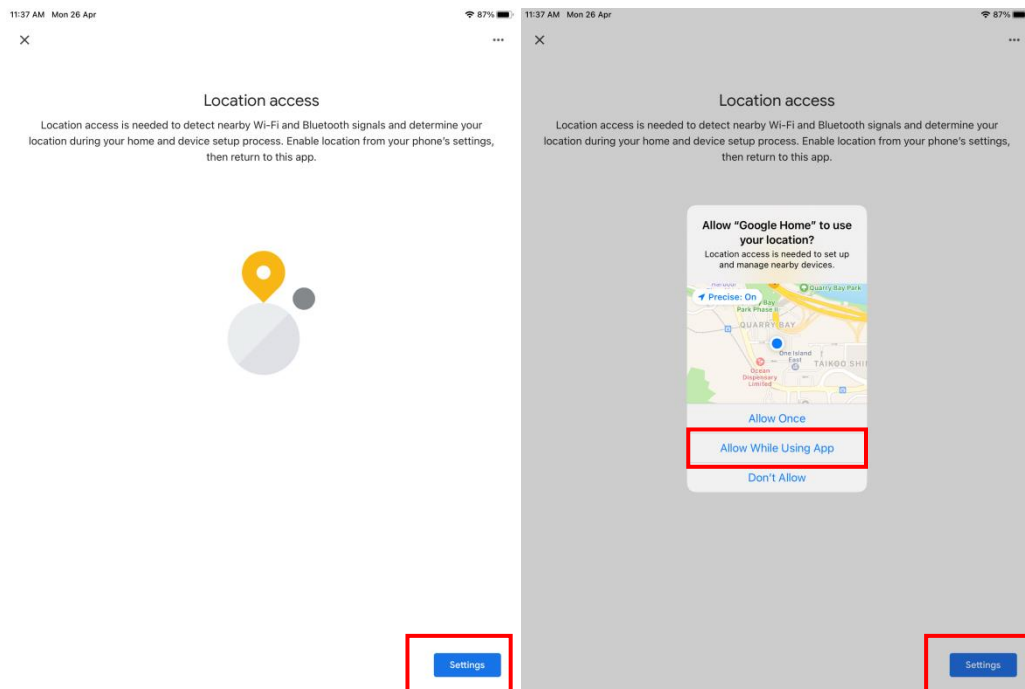 11:37 AM Mon 26 Apr
87%
Location access
Location access is needed to detect nearby Wi-Fi and Bluetooth signals and determine your
location during your home and device setup process. Enable location from your phone's settings,
then return to this app.
Settings
11:37 AM Mon 26 Apr
87%
Location access
Location access is needed to detect nearby Wi-Fi and Bluetooth signals and determine your
location during your home and device setup process. Enable location from your phone's settings,
then return to this app.
Allow “Google Home” to use
your location?
Location access is needed to set up
and manage nearby devices.
Quarry Bay Park
Precise: On
Bay
Park Phase
QUARRY BAY
One Island
East
TAIKOO SHI
Ocean
Dispensary
Limited
Allow Once
Allow While Using App
Don't Allow
Settings